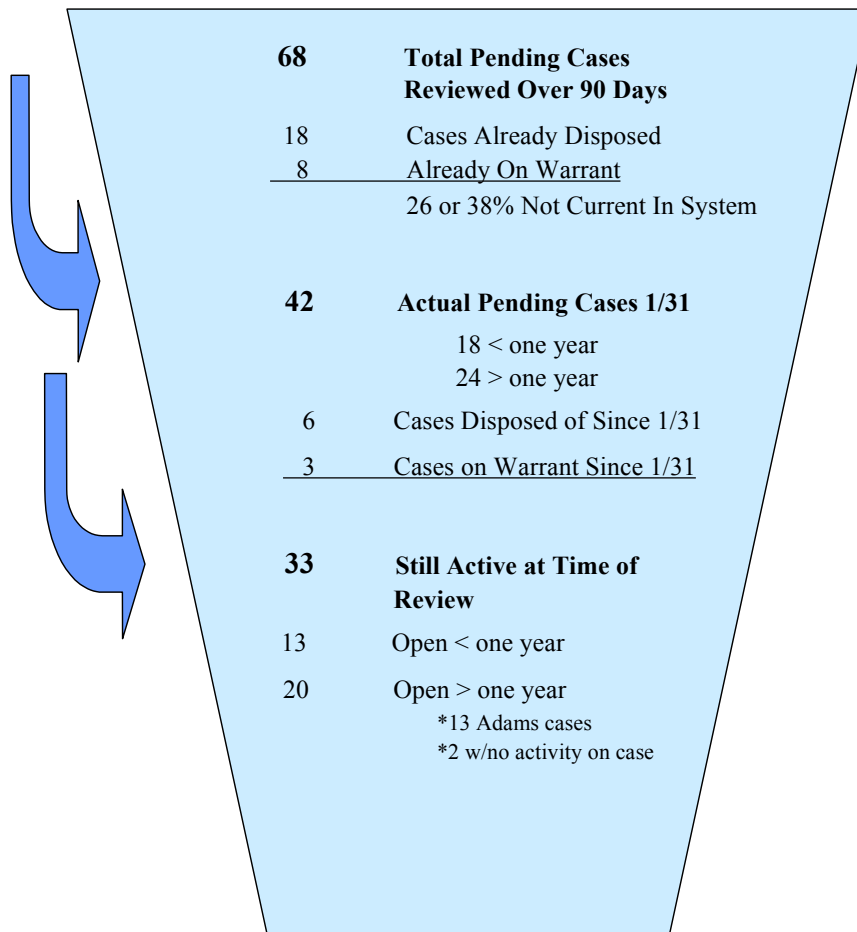 68 Total Pending Cases
Reviewed Over 90 Days
18 Cases Already Disposed
8 Already On Warrant
26 or 38% Not Current In System
42 Actual Pending Cases 1/31
18 < one year
24 > one year
6 Cases Disposed of Since 1/31
3 Cases on Warrant Since 1/31
33 Still Active at Time of
Review
13 Open < one year
20 Open > one year
*13 Adams cases
*2 w/no activity on case